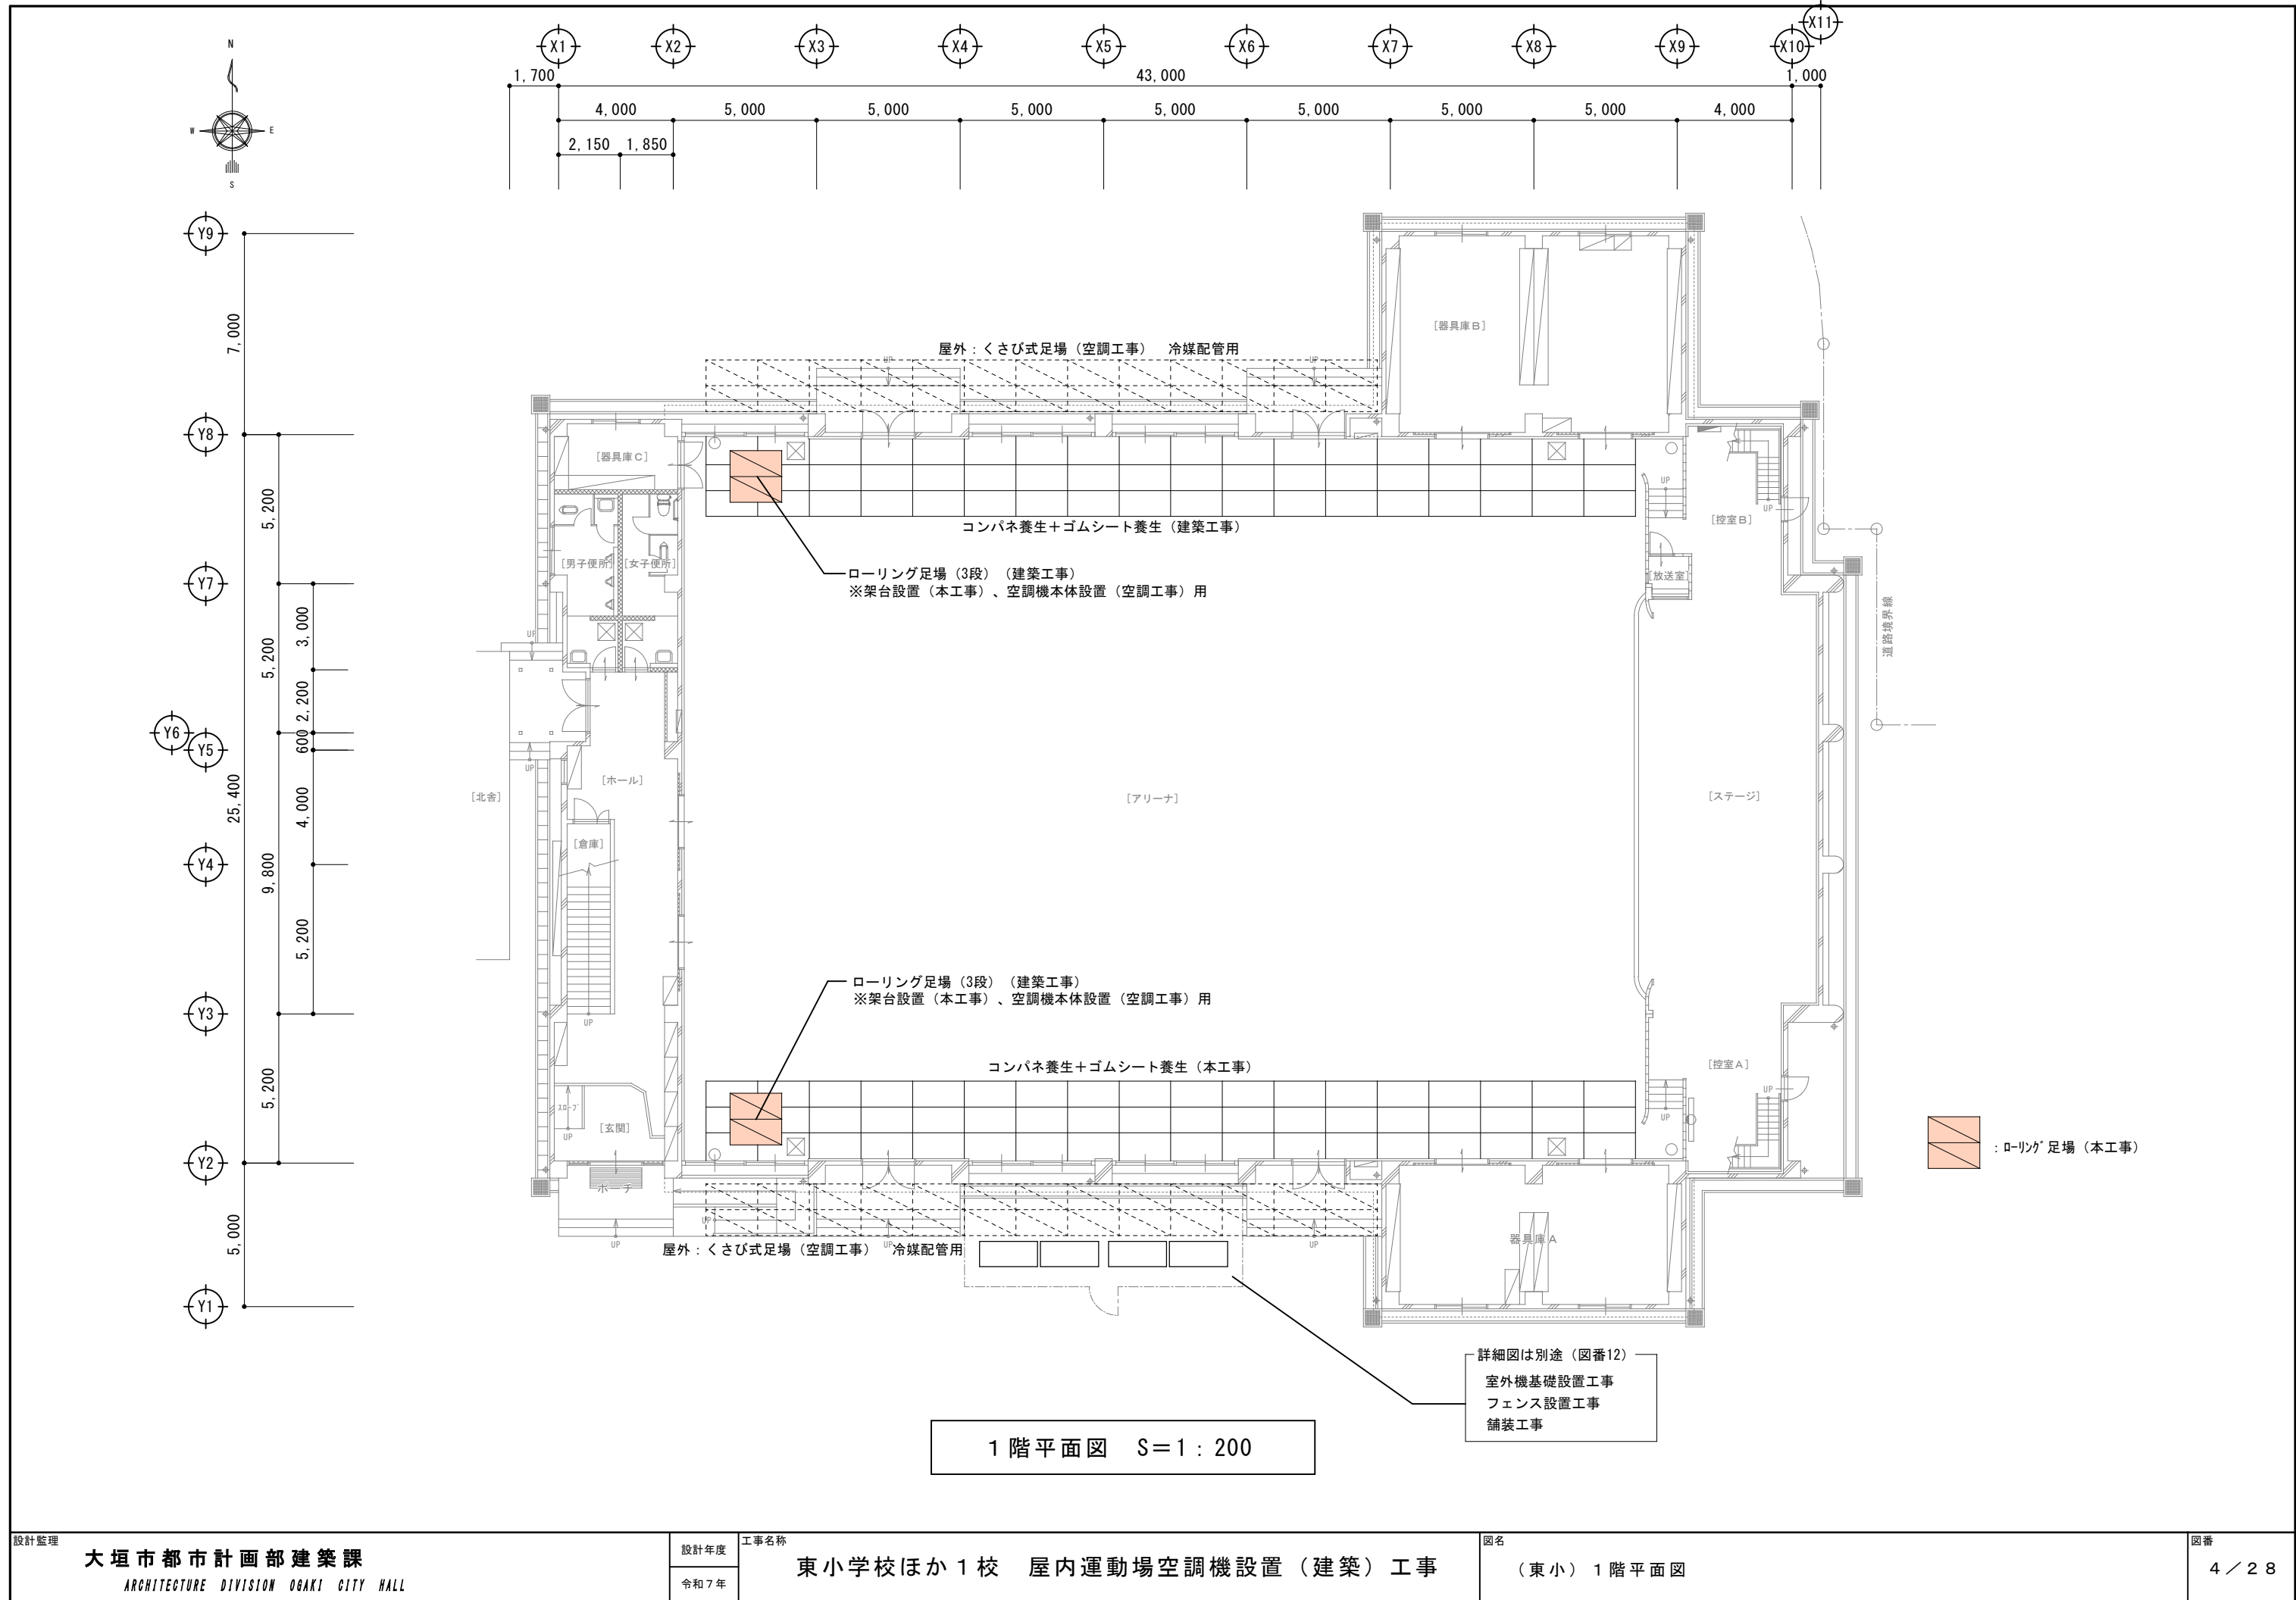 X1
X2
X3
X4
X5
X6
X7
X8
X9
X10
X11
1,700
43,000
1,000
4,000
5,000
5,000
5,000
5,000
5,000
5,000
5,000
4,000
2,150
1,850
N
W
E
S
Y9
Y8
Y7
Y6
Y5
Y4
Y3
Y2
Y1
7,000
25,400
5,000
5,200
5,200
9,800
5,200
3,000
2,200
600
4,000
5,200
[器具庫B]
屋外：くさび式足場（空調工事）　冷媒配管用
UP
UP
[器具庫C]
コンパネ養生＋ゴムシート養生（建築工事）
UP
[控室B]
UP
[男子便所]
[女子便所]
ローリング足場（3段）（建築工事）
※架台設置（本工事）、空調機本体設置（空調工事）用
[放送室]
道路境界線
UP
UP
[ホール]
[北舎]
[アリーナ]
[ステージ]
[倉庫]
ローリング足場（3段）（建築工事）
※架台設置（本工事）、空調機本体設置（空調工事）用
UP
コンパネ養生＋ゴムシート養生（本工事）
[控室A]
UP
UP
ｽﾛｰﾌﾟ
UP
[玄関]
：ﾛｰﾘﾝｸﾞ足場（本工事）
ポーチ
UP
UP
UP
UP
屋外：くさび式足場（空調工事）　冷媒配管用
器具庫A
詳細図は別途（図番12）
室外機基礎設置工事
フェンス設置工事
舗装工事
1階平面図　S＝1：200
設計監理
大垣市都市計画部建築課
ARCHITECTURE DIVISION OGAKI CITY HALL
設計年度
令和７年
工事名称
東小学校ほか１校　屋内運動場空調機設置（建築）工事
図名
（東小）１階平面図
図番
４／２８